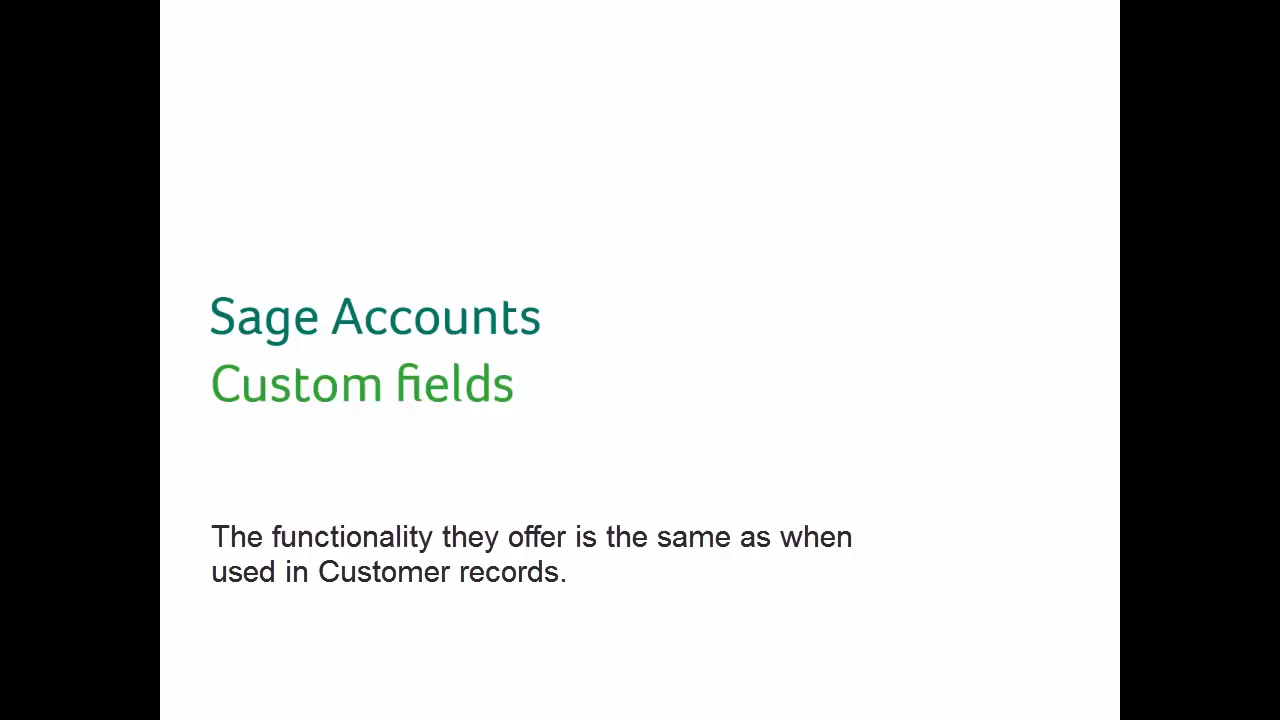 Sage Accounts
Custom fields
The functionality they offer is the same as when
used in Customer records.